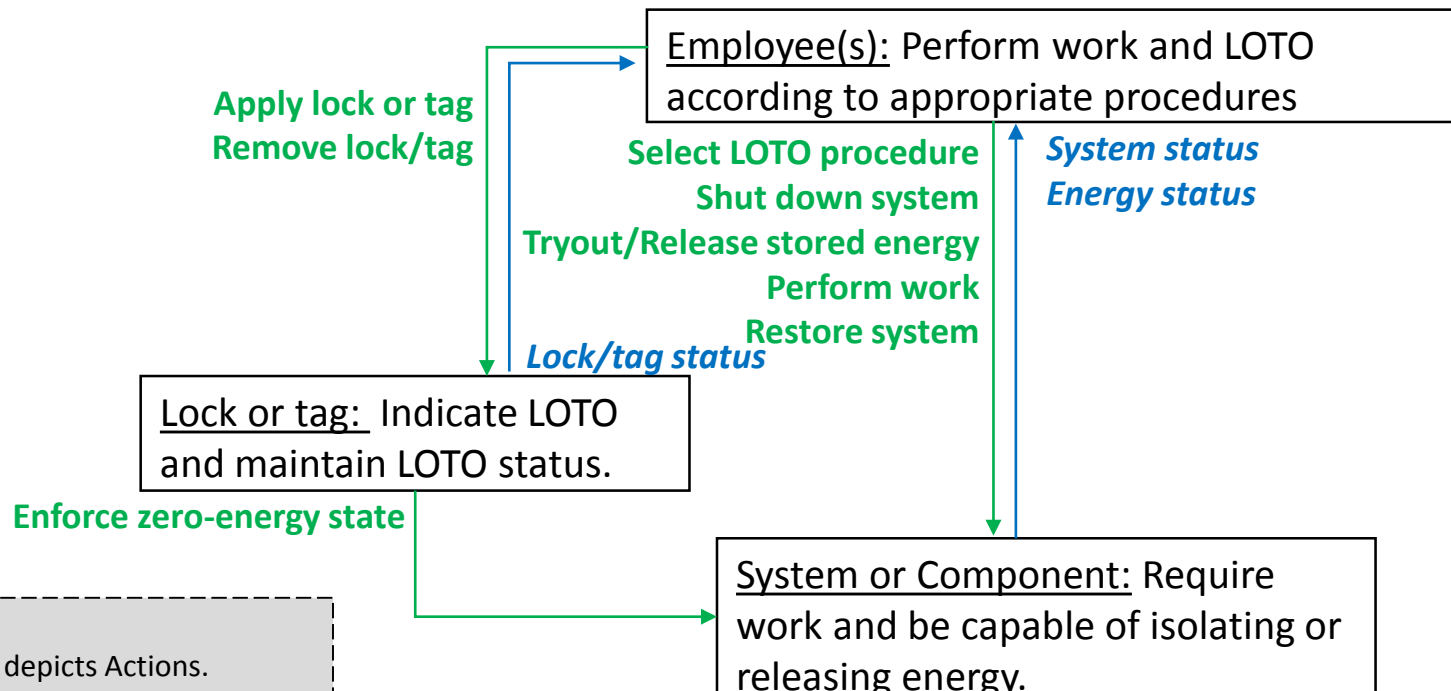 Employee(s): Perform work and LOTO
according to appropriate procedures
Apply lock or tag
Remove lock/tag
Select LOTO procedure
Shut down system
Tryout/Release stored energy
Perform work
Restore system
System status
Energy status
Lock/tag status
Lock or tag: Indicate LOTO
and maintain LOTO status.
Enforce zero-energy state
System or Component: Require
work and be capable of isolating or
releasing energy.
depicts Actions.